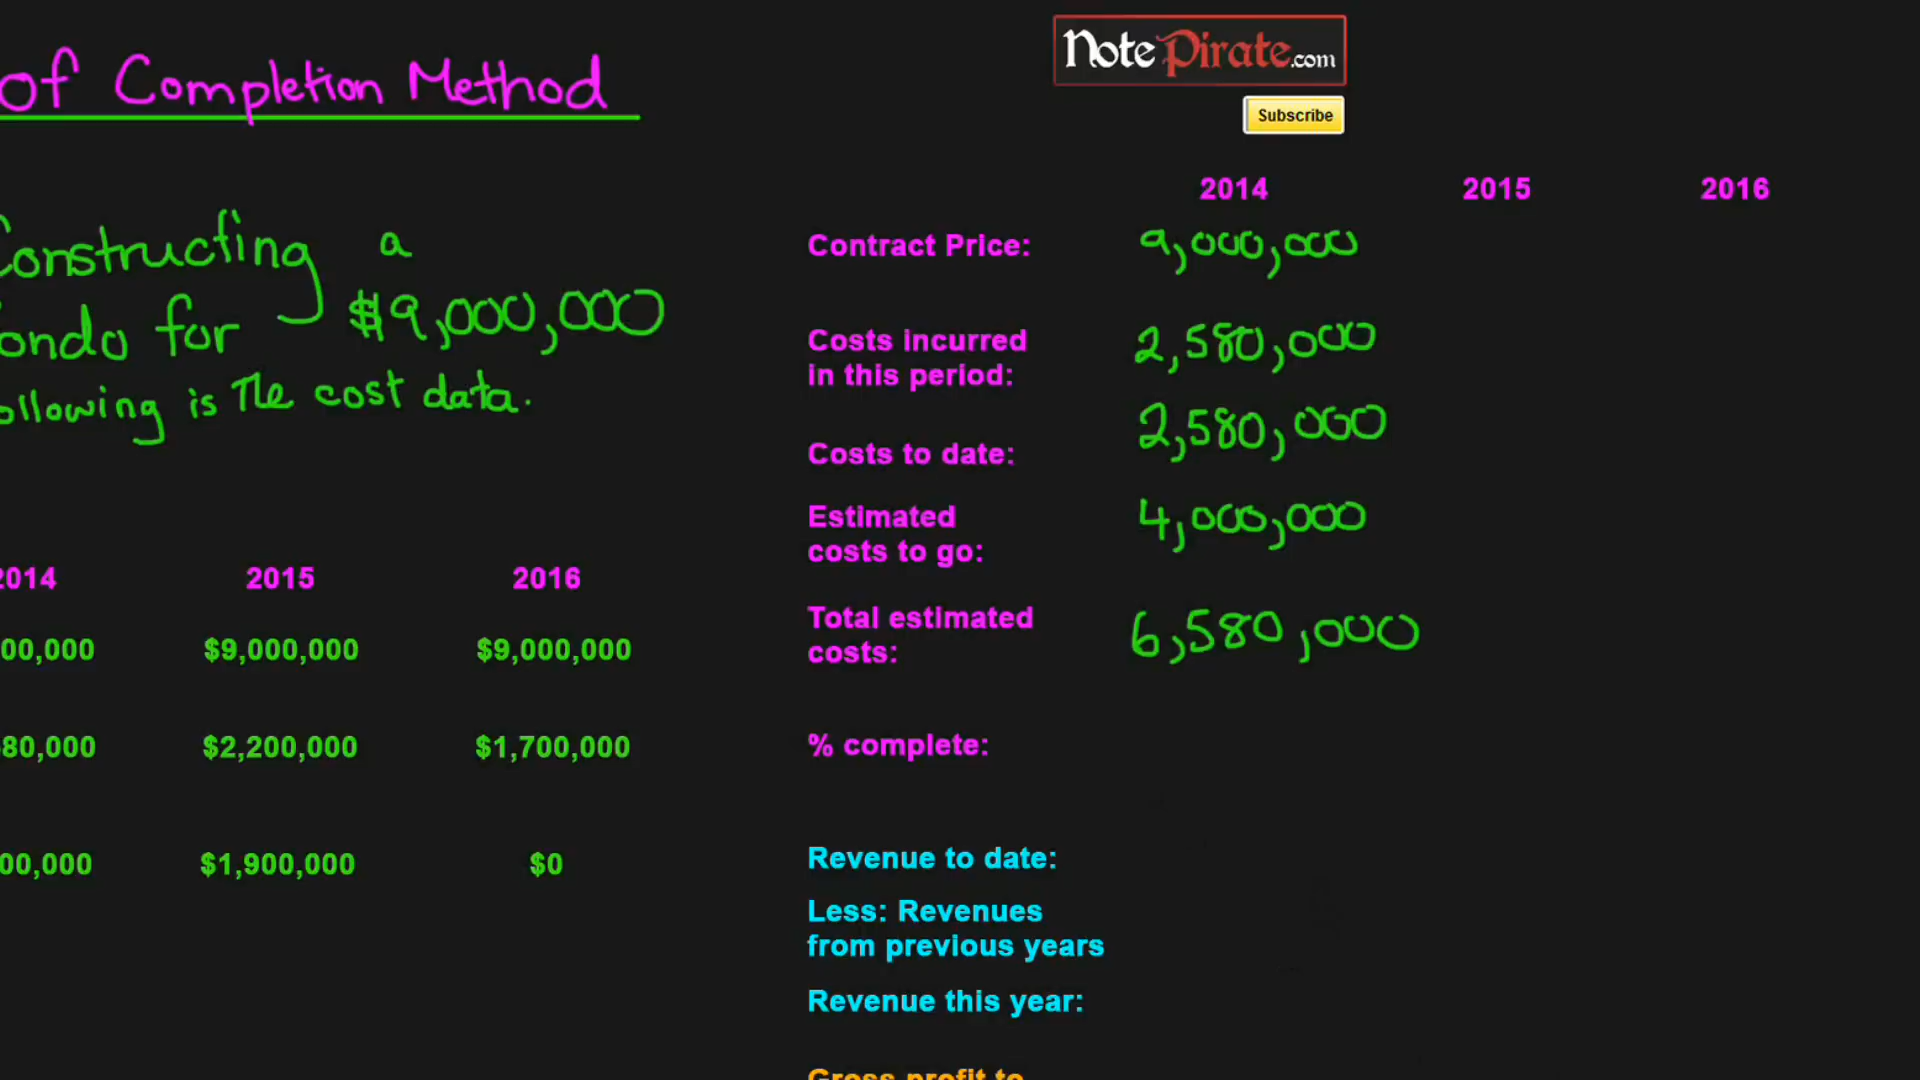 of Completion Method
NotePirate.com
Subscribe
Constructing a
ondo for $9,000,000
ollowing is the cost data.
2014 2015 2016
00,000 $9,000,000 $9,000,000
80,000 $2,200,000 $1,700,000
00,000 $1,900,000 $0
2014 2015 2016
Contract Price: 9,000,000
Costs incurred
in this period: 2,580,000
Costs to date: 2,580,000
Estimated
costs to go: 4,000,000
Total estimated
costs: 6,580,000
% complete:
Revenue to date:
Less: Revenues
from previous years
Revenue this year:
Gross profit to